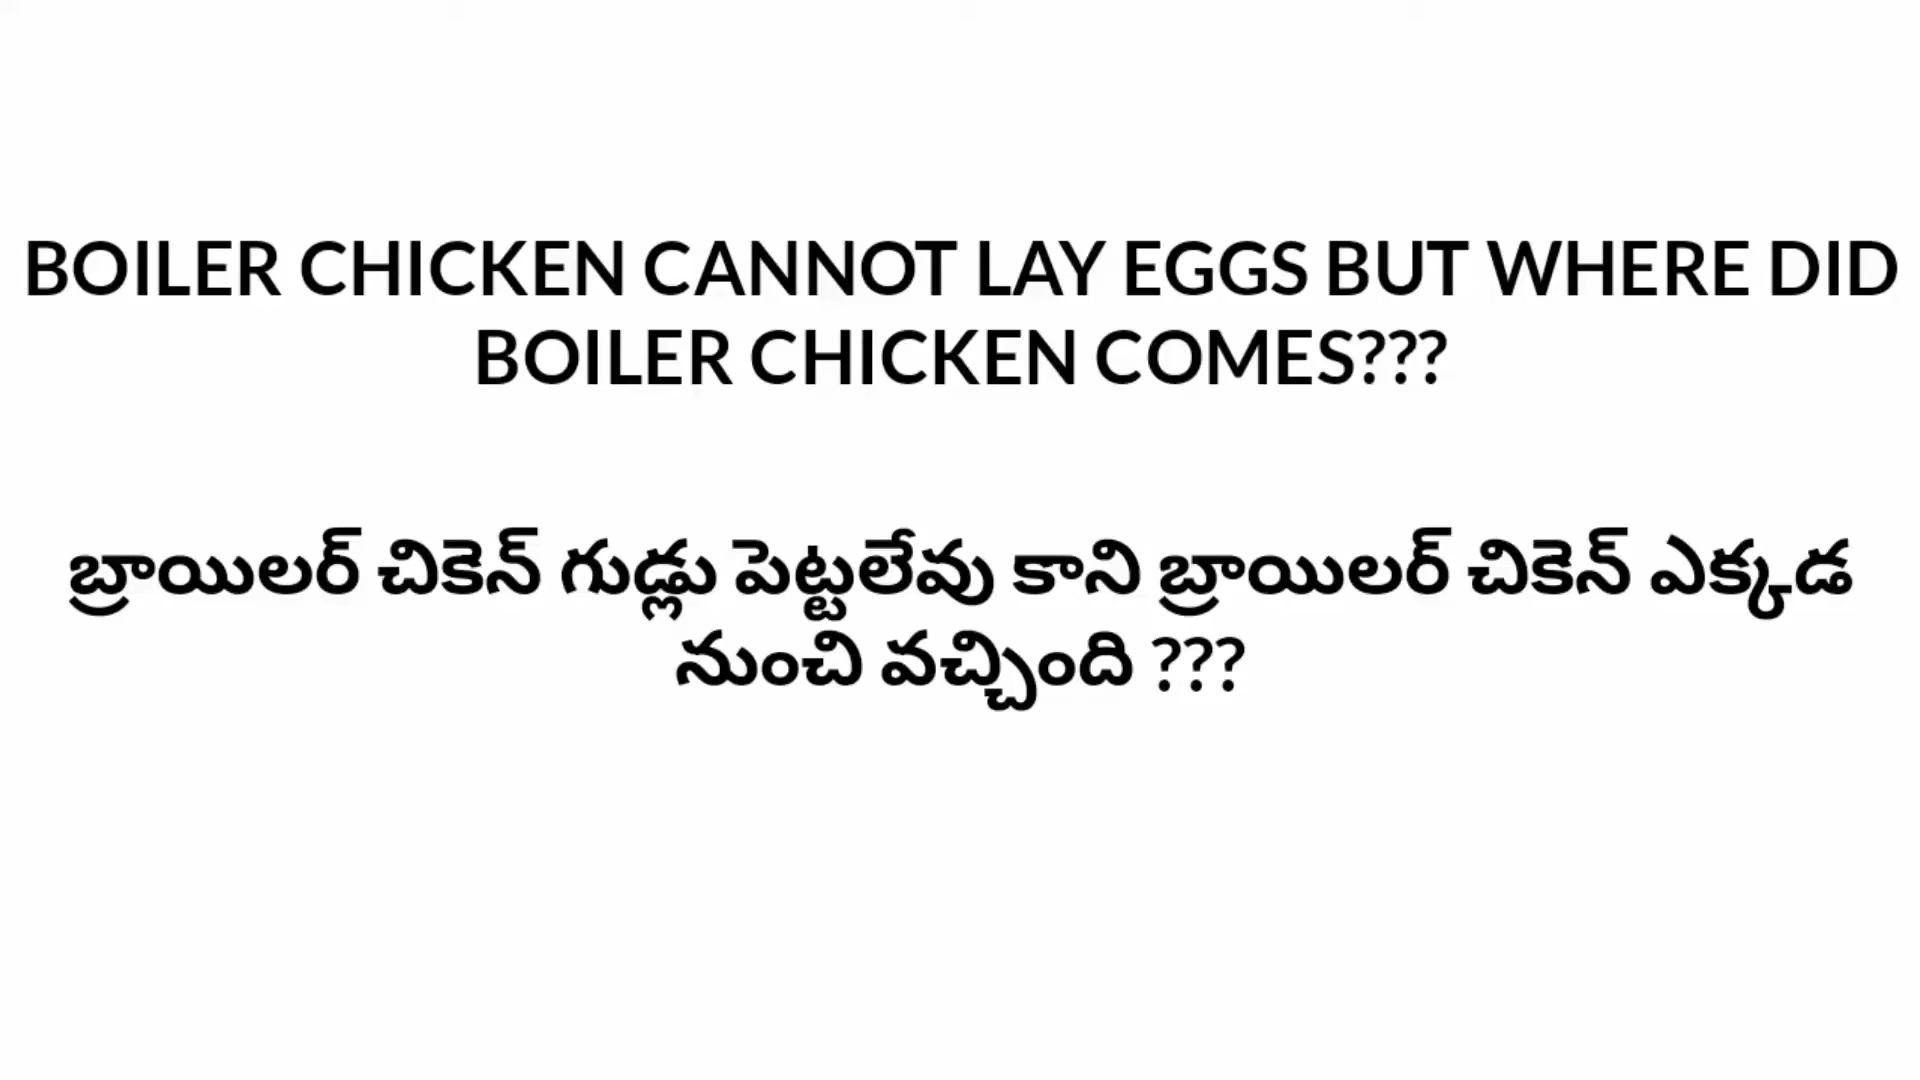 BOILER CHICKEN CANNOT LAY EGGS BUT WHERE DID
BOILER CHICKEN COMES???
బ్రాయిలర్ చికెన్ గుడ్లు పెట్టలేవు కాని బ్రాయిలర్ చికెన్ ఎక్కడ
నుంచి వచ్చింది ???